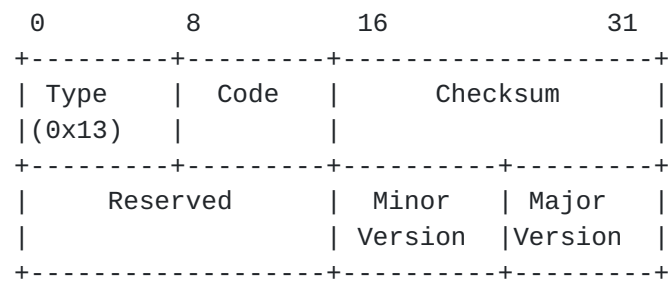 0 8 16 31
+---------+---------+-------------------+
| Type | Code | Checksum |
|(0x13) | | |
+---------+---------+---------+---------+
| Reserved | Minor | Major |
| | Version |Version |
+-------------------+---------+---------+